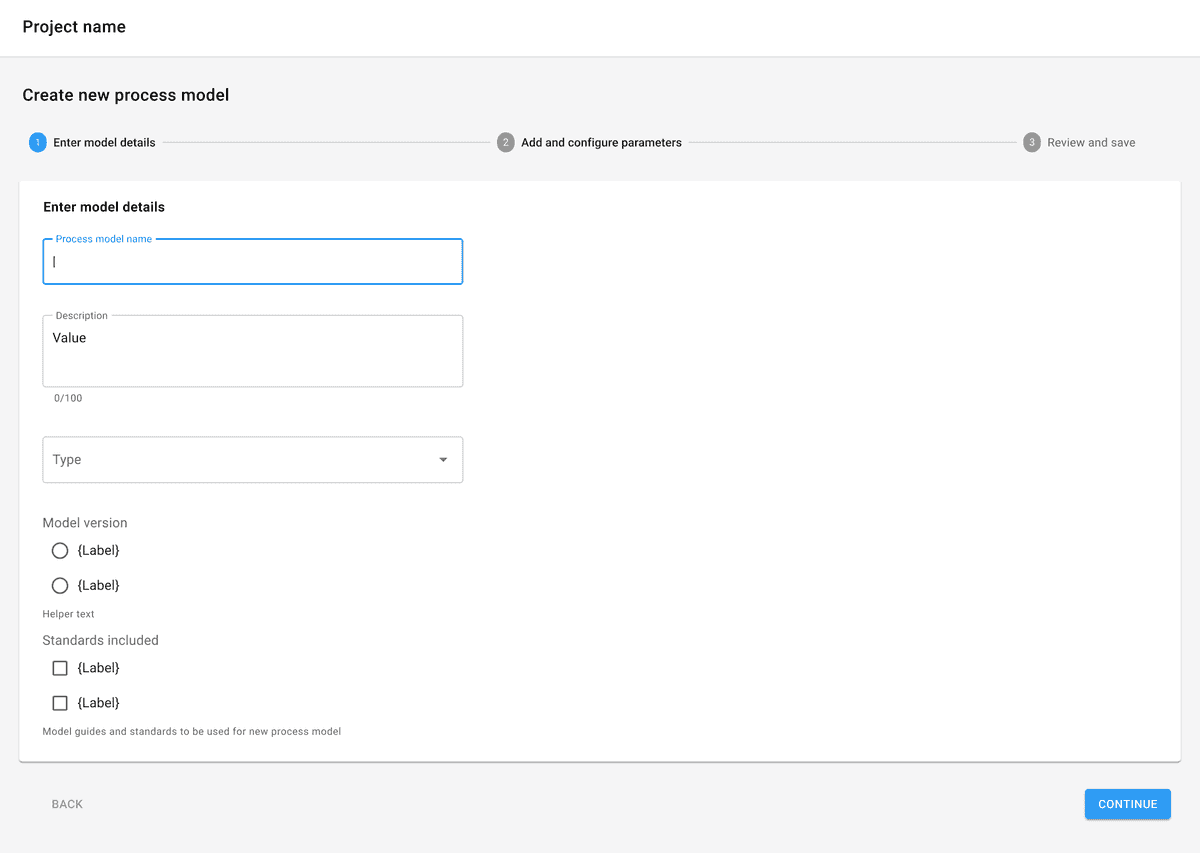 Project name
Create new process model
1 Enter model details 2 Add and configure parameters 3 Review and save
Enter model details
Process model name
Description
Value
0/100
Type
Model version
{Label}
{Label}
Helper text
Standards included
{Label}
{Label}
Model guides and standards to be used for new process model
BACK CONTINUE